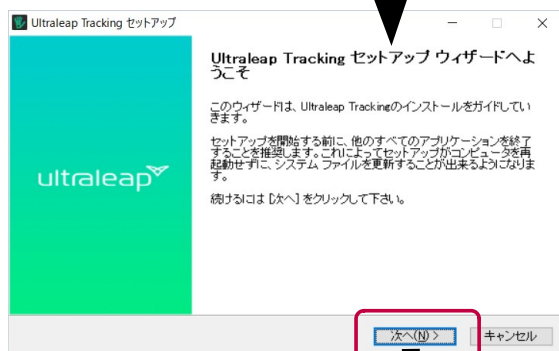 Ultraleap Tracking セットアップ
Ultraleap Tracking セットアップ ウィザードへよ
うこそ
このウィザードは、Ultraleap Trackingのインストールをガイドしてい
きます。
セットアップを開始する前に、他のすべてのアプリケーションを終了
することを推奨します。これによってセットアップがコンピュータを再
起動せずに、システム ファイルを更新することが出来るようになりま
す。
続けるには [次へ] をクリックして下さい。
ultraleap
次へ(N) >
キャンセル